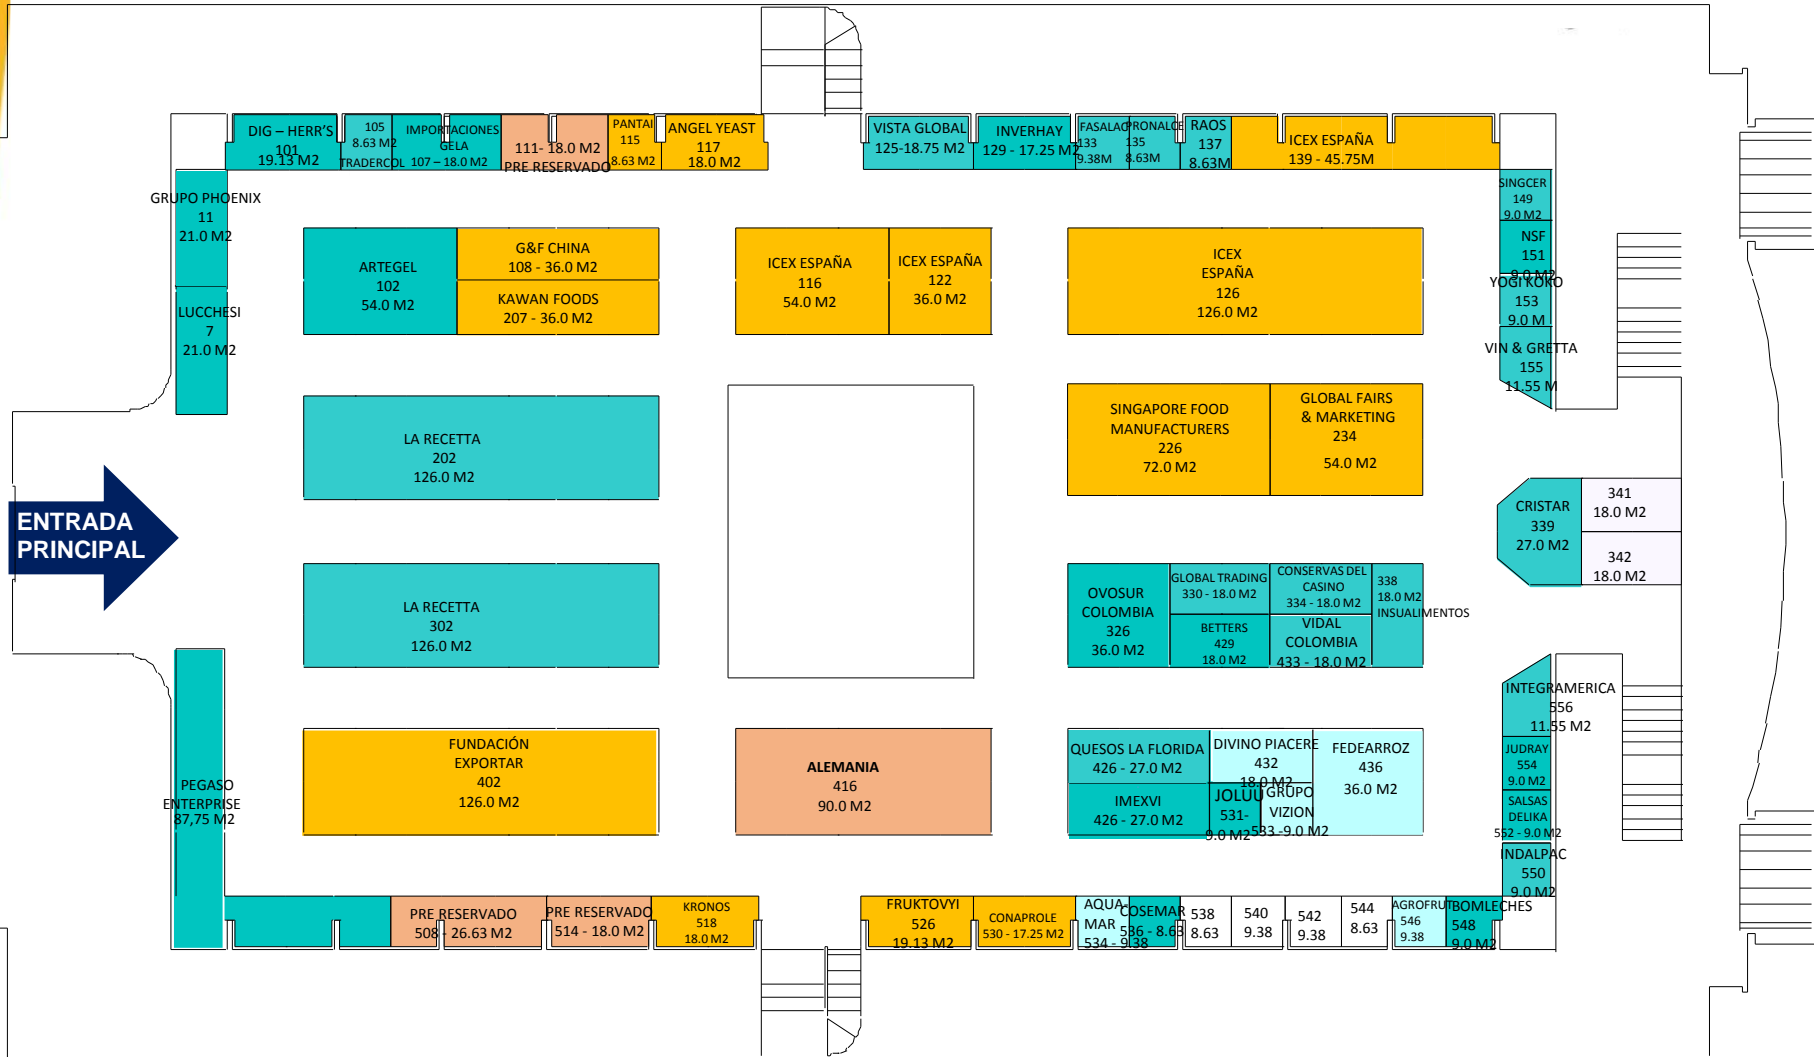 DIG – HERR'S
101
19.13 M2
105
8.63 M2
TRADERCOL
IMPORTACIONES
GELA
107 – 18.0 M2
111- 18.0 M2
PRE RESERVADO
PANTAI
115
8.63 M2
ANGEL YEAST
117
18.0 M2
VISTA GLOBAL
125-18.75 M2
INVERHAY
129 - 17.25 M2
FASALAC
133
9.38M
PRONALCE
135
8.63M
RAOS
137
8.63M
ICEX ESPAÑA
139 - 45.75M
GRUPO PHOENIX
11
21.0 M2
LUCCHESI
7
21.0 M2
ARTEGEL
102
54.0 M2
G&F CHINA
108 - 36.0 M2
KAWAN FOODS
207 - 36.0 M2
ICEX ESPAÑA
116
54.0 M2
ICEX ESPAÑA
122
36.0 M2
ICEX
ESPAÑA
126
126.0 M2
SINGCER
149
9.0 M2
NSF
151
9.0 M2
YOGI KOKO
153
9.0 M
VIN & GRETTA
155
11.55 M
LA RECETTA
202
126.0 M2
SINGAPORE FOOD
MANUFACTURERS
226
72.0 M2
GLOBAL FAIRS
& MARKETING
234
54.0 M2
ENTRADA
PRINCIPAL
CRISTAR
339
27.0 M2
341
18.0 M2
342
18.0 M2
LA RECETTA
302
126.0 M2
OVOSUR
COLOMBIA
326
36.0 M2
GLOBAL TRADING
330 - 18.0 M2
CONSERVAS DEL
CASINO
334 - 18.0 M2
338
18.0 M2
INSUALIMENTOS
BETTERS
429
18.0 M2
VIDAL
COLOMBIA
433 - 18.0 M2
PEGASO
ENTERPRISE
87,75 M2
FUNDACIÓN
EXPORTAR
402
126.0 M2
ALEMANIA
416
90.0 M2
QUESOS LA FLORIDA
426 - 27.0 M2
DIVINO PIACERE
432
18.0 M2
FEDEARROZ
436
36.0 M2
IMEXVI
426 - 27.0 M2
JOLUU
531-
9.0 M2
GRUPO
VIZION
533 -9.0 M2
INTEGRAMERICA
556
11.55 M2
JUDRAY
554
9.0 M2
SALSAS
DELIKA
552 - 9.0 M2
INDALPAC
550
9.0 M2
PRE RESERVADO
508 - 26.63 M2
PRE RESERVADO
514 - 18.0 M2
KRONOS
518
18.0 M2
FRUKTOVYI
526
19.13 M2
CONAPROLE
530 - 17.25 M2
AQUA-
MAR
534 - 9.38
COSEMAR
536 - 8.63
538
8.63
540
9.38
542
9.38
544
8.63
AGROFRUT
546
9.38
BOMLECHES
548
9.0 M2